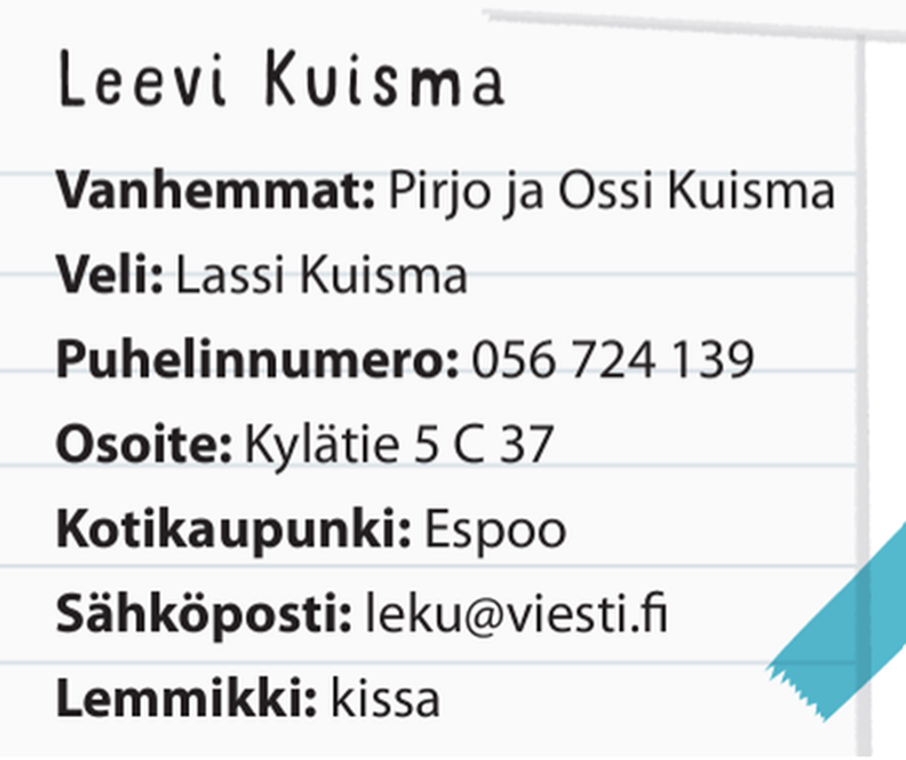 Leevi Kuisma
Vanhemmat: Pirjo ja Ossi Kuisma
Veli: Lassi Kuisma
Puhelinnumero: 056 724 139
Osoite: Kylätie 5 C 37
Kotikaupunki: Espoo
Sähköposti: leku@viesti.fi
Lemmikki: kissa